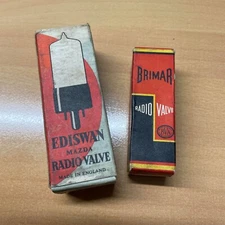 EDISWAN
MAZDA
RADIO VALVE
MADE IN ENGLAND
BRIMAR
RADIO VALVE